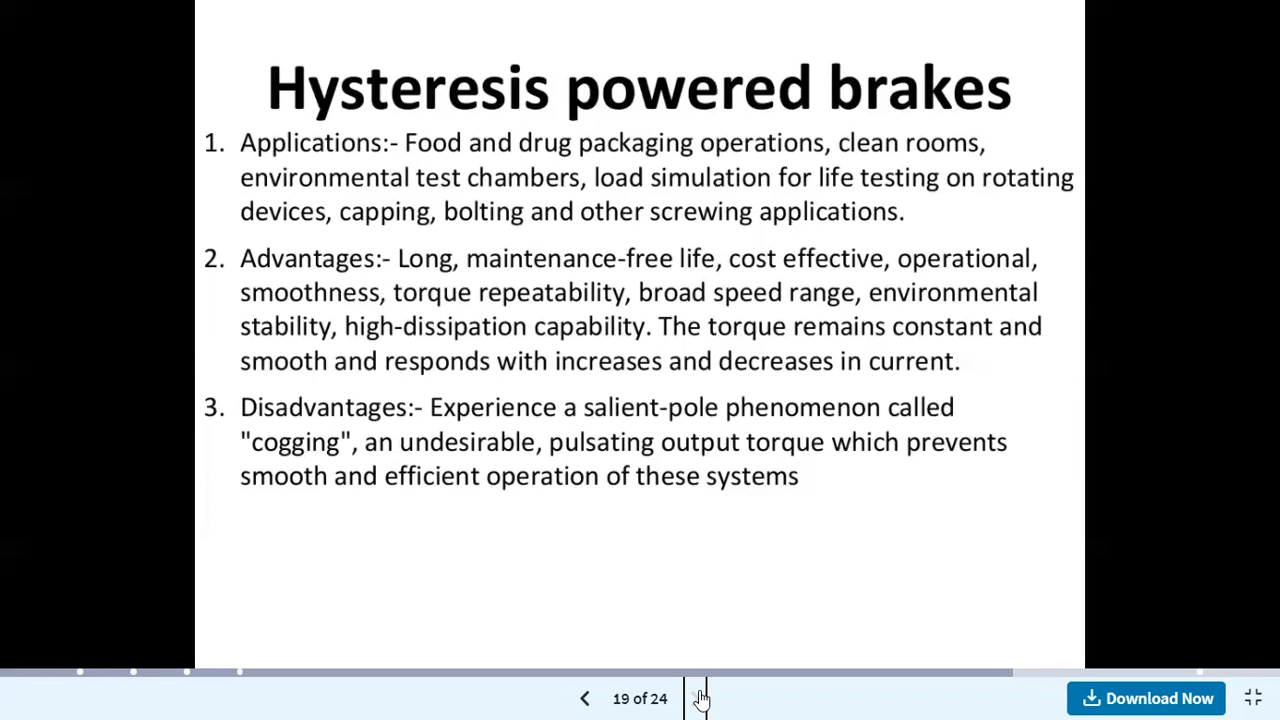 Hysteresis powered brakes
1. Applications:- Food and drug packaging operations, clean rooms,
environmental test chambers, load simulation for life testing on rotating
devices, capping, bolting and other screwing applications.
2. Advantages:- Long, maintenance-free life, cost effective, operational,
smoothness, torque repeatability, broad speed range, environmental
stability, high-dissipation capability. The torque remains constant and
smooth and responds with increases and decreases in current.
3. Disadvantages:- Experience a salient-pole phenomenon called
"cogging", an undesirable, pulsating output torque which prevents
smooth and efficient operation of these systems
19 of 24
Download Now